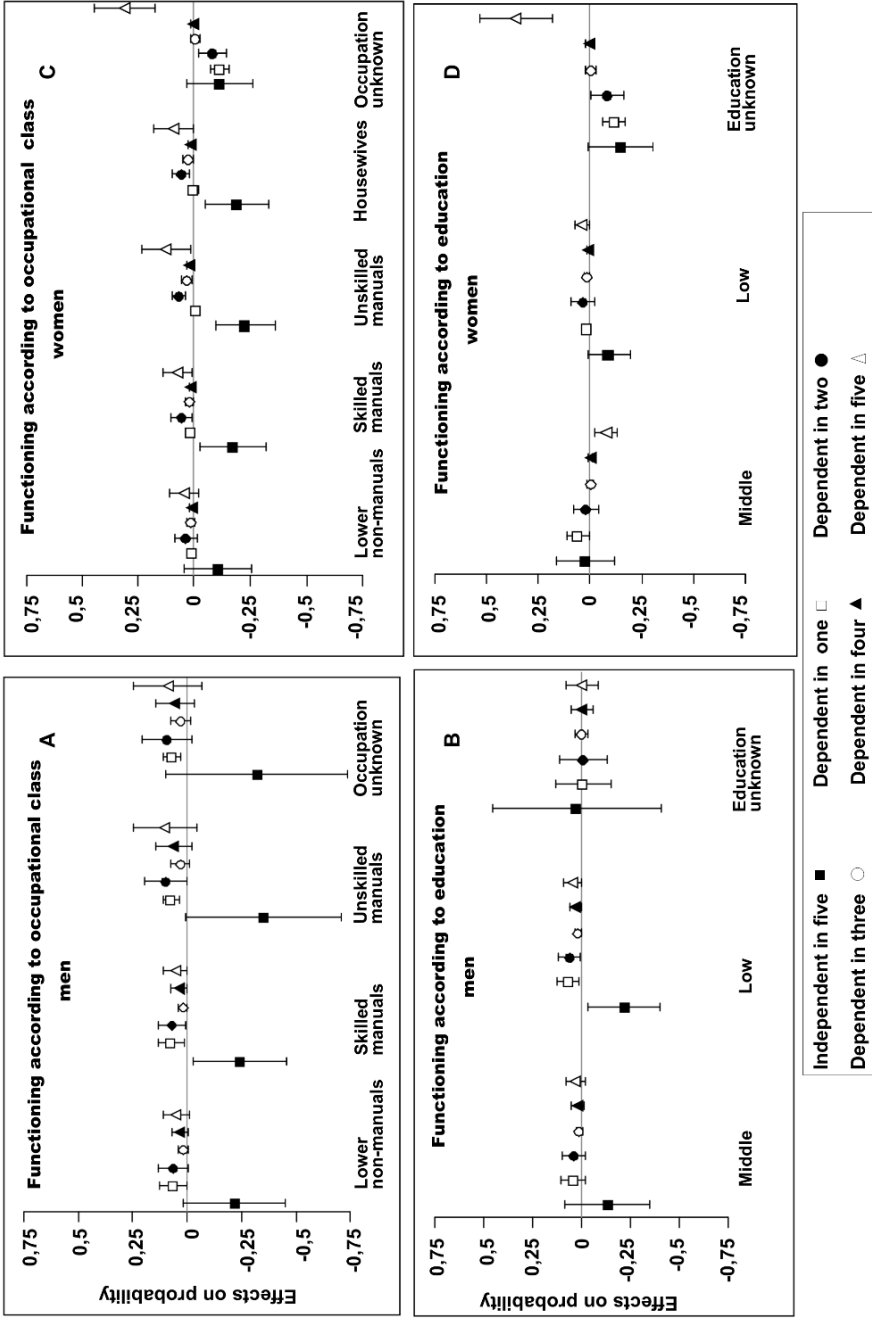 Functioning according to occupational class
men
A
0,75
0,5
0,25
0
-0,25
-0,5
-0,75
Effects on probability
Lower
non-manuals
Skilled
manuals
Unskilled
manuals
Occupation
unknown
Functioning according to occupational class
women
C
0,75
0,5
0,25
0
-0,25
-0,5
-0,75
Lower
non-manuals
Skilled
manuals
Unskilled
manuals
Housewives
Occupation
unknown
Functioning according to education
men
B
0,75
0,5
0,25
0
-0,25
-0,5
-0,75
Effects on probability
Middle
Low
Education
unknown
Functioning according to education
women
D
0,75
0,5
0,25
0
-0,25
-0,5
-0,75
Middle
Low
Education
unknown
Independent in five ■ Dependent in one □ Dependent in two ●
Dependent in three ○ Dependent in four ▲ Dependent in five △